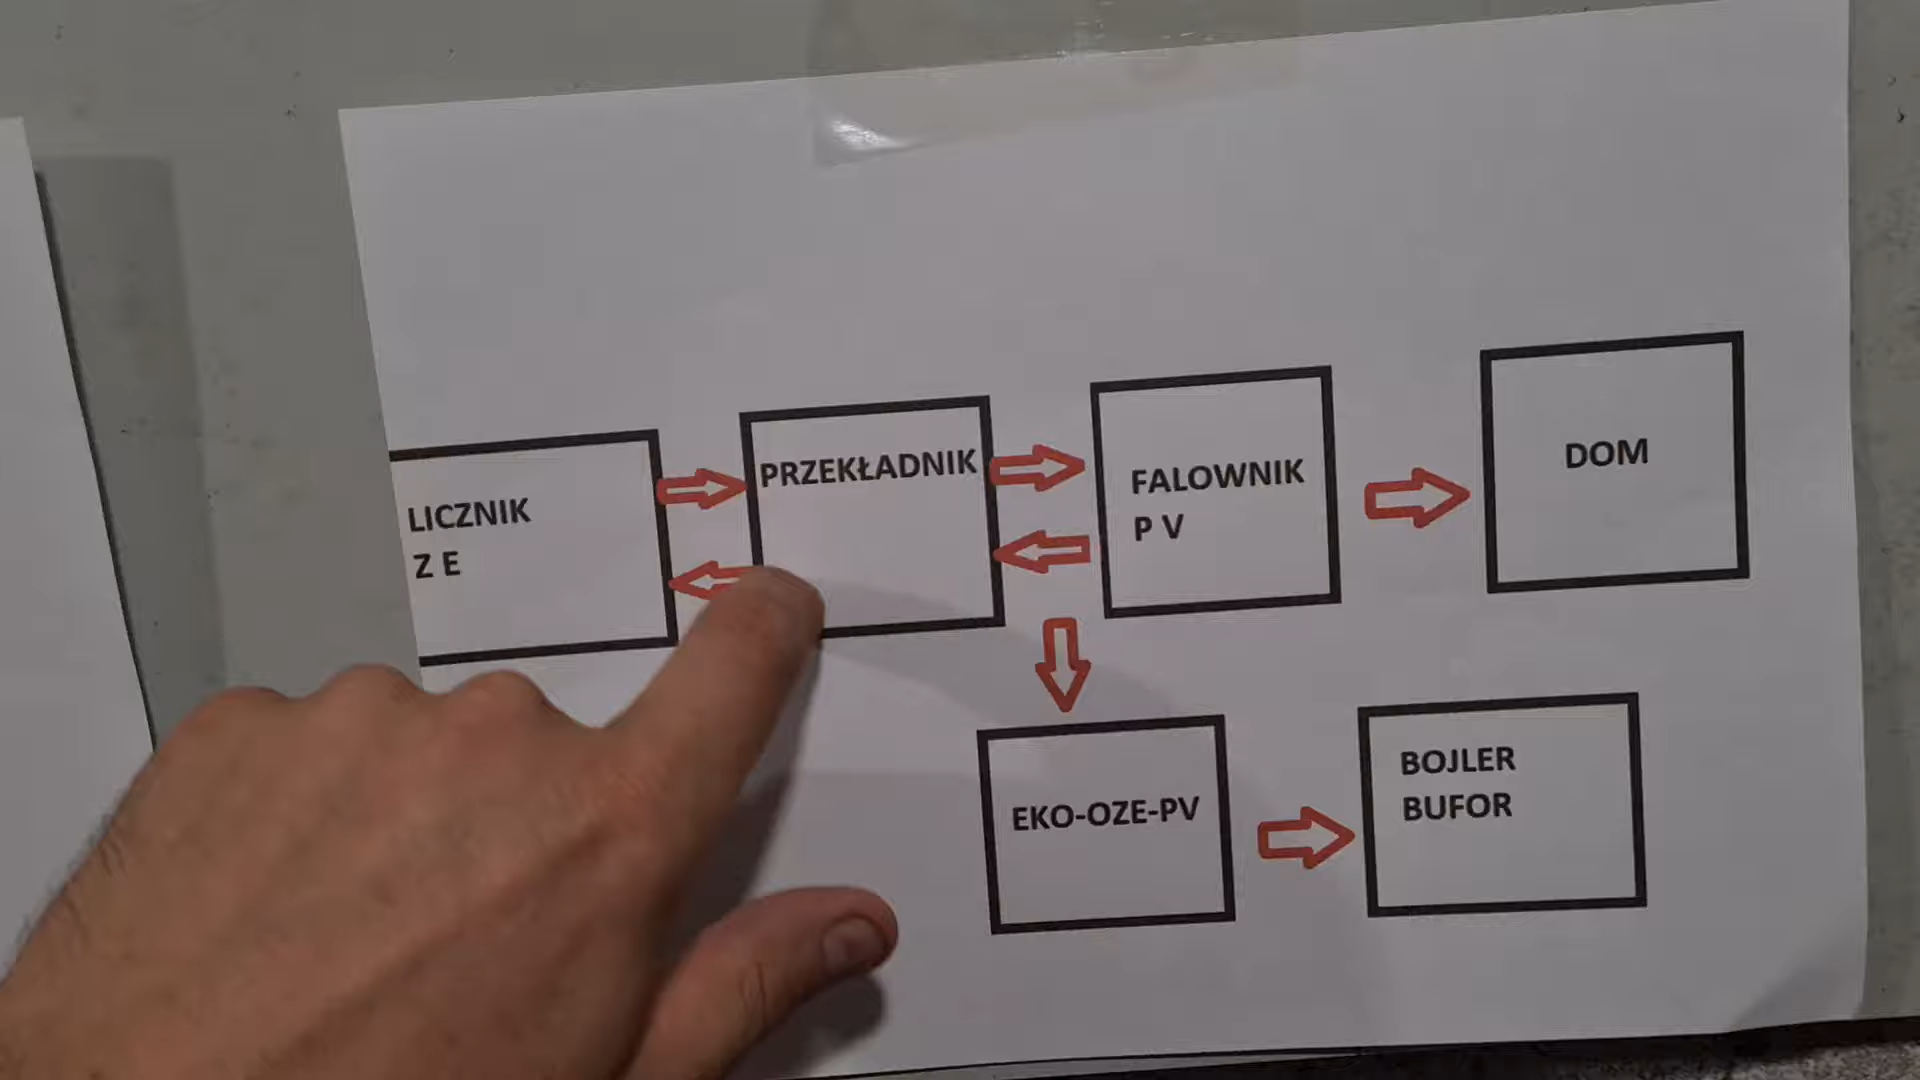 LICZNIK
Z E
PRZEKŁADNIK
FALOWNIK
P V
DOM
EKO-OZE-PV
BOJLER
BUFOR